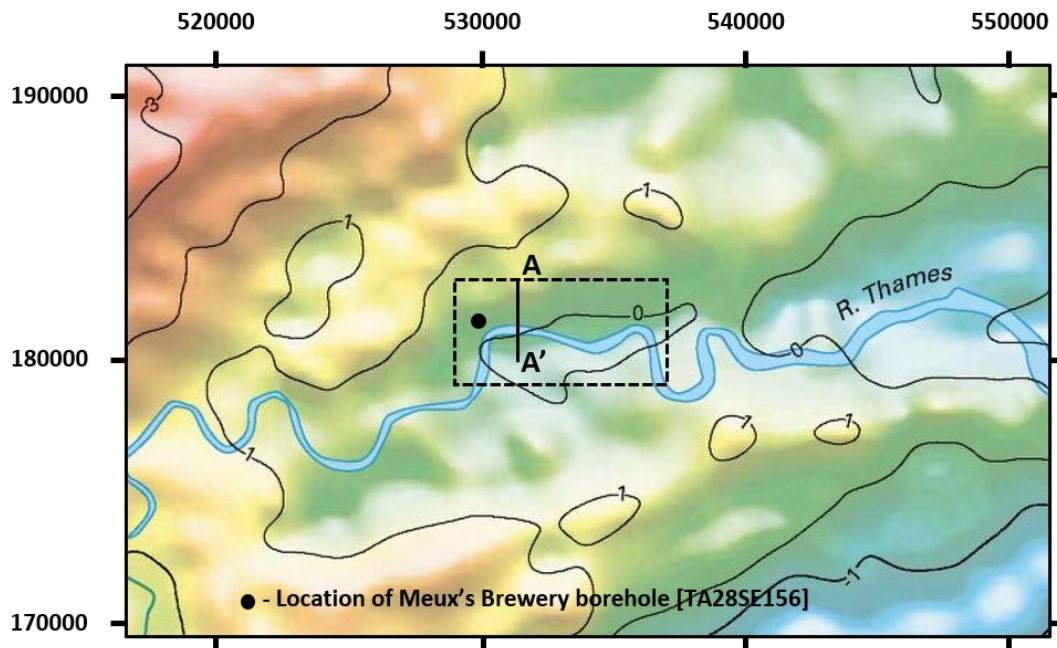 520000 530000 540000 550000
190000
-3
1
1
A
R. Thames
0
180000
A'
0
1
1
1
1
-1
● - Location of Meux's Brewery borehole [TA28SE156]
170000